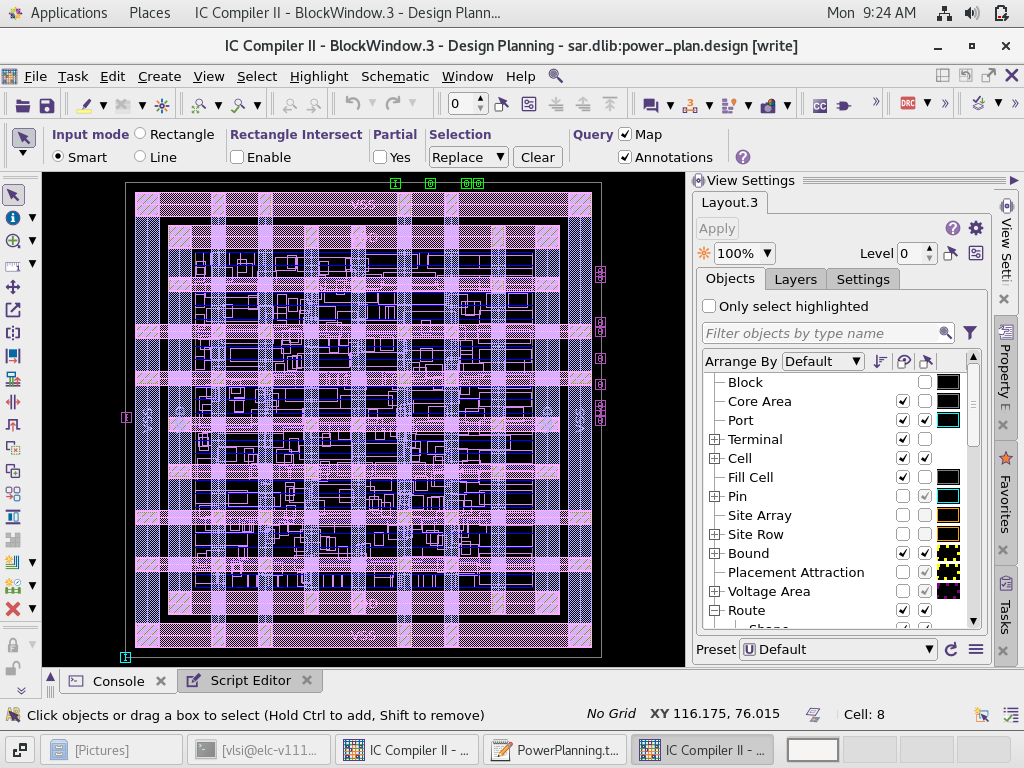 Applications Places IC Compiler II - BlockWindow.3 - Design Plann... Mon 9:24 AM
IC Compiler II - BlockWindow.3 - Design Planning - sar.dlib:power_plan.design [write]
File Task Edit Create View Select Highlight Schematic Window Help
0 CC DRC
Input mode Rectangle Rectangle Intersect Partial Selection Query Map
Smart Line Enable Yes Replace Clear Annotations
View Settings
Layout.3
Apply
100% Level 0
Objects Layers Settings
Only select highlighted
Filter objects by type name
Arrange By Default
Block
Core Area
Port
Terminal
Cell
Fill Cell
Pin
Site Array
Site Row
Bound
Placement Attraction
Voltage Area
Route
Shape
Preset Default
View Setti
Property E
Favorites
Tasks
VSS
VSS
Console Script Editor
Click objects or drag a box to select (Hold Ctrl to add, Shift to remove) No Grid XY 116.175, 76.015 Cell: 8
[Pictures] [vlsi@elc-v111... IC Compiler II - ... PowerPlanning.t... IC Compiler II - ...